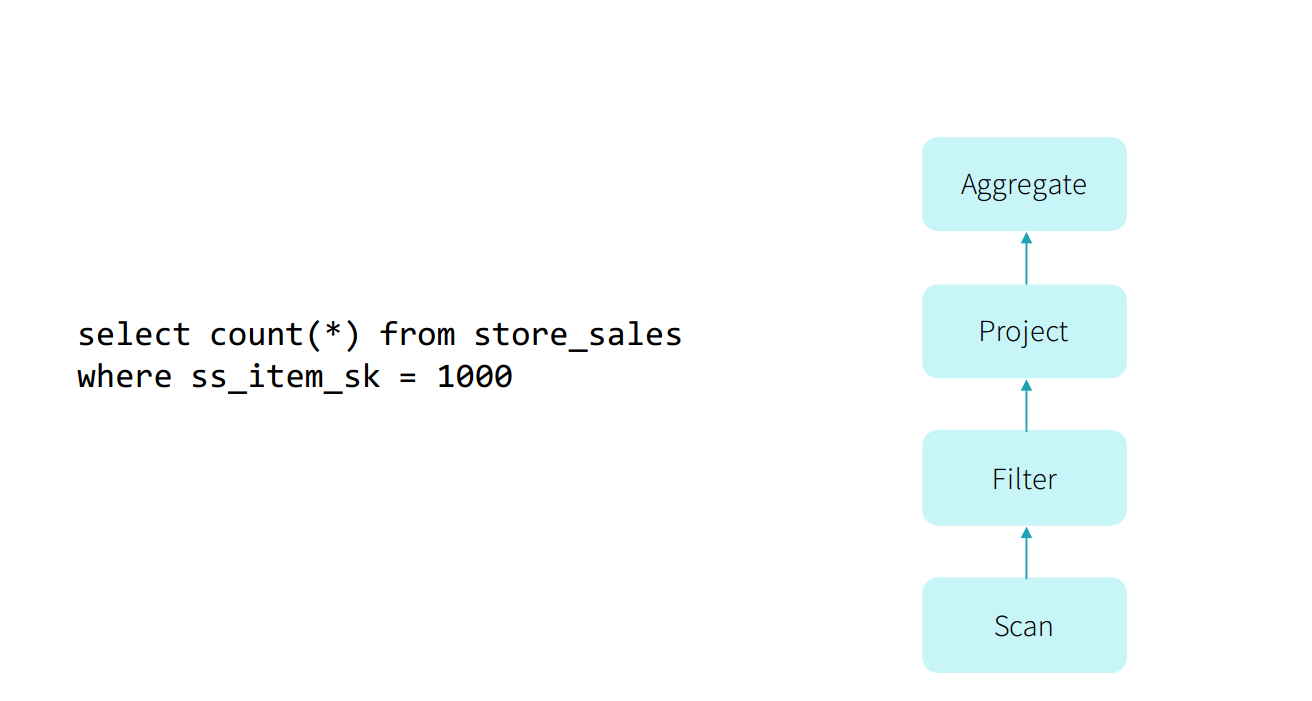 select count(*) from store_sales
where ss_item_sk = 1000
Aggregate
Project
Filter
Scan